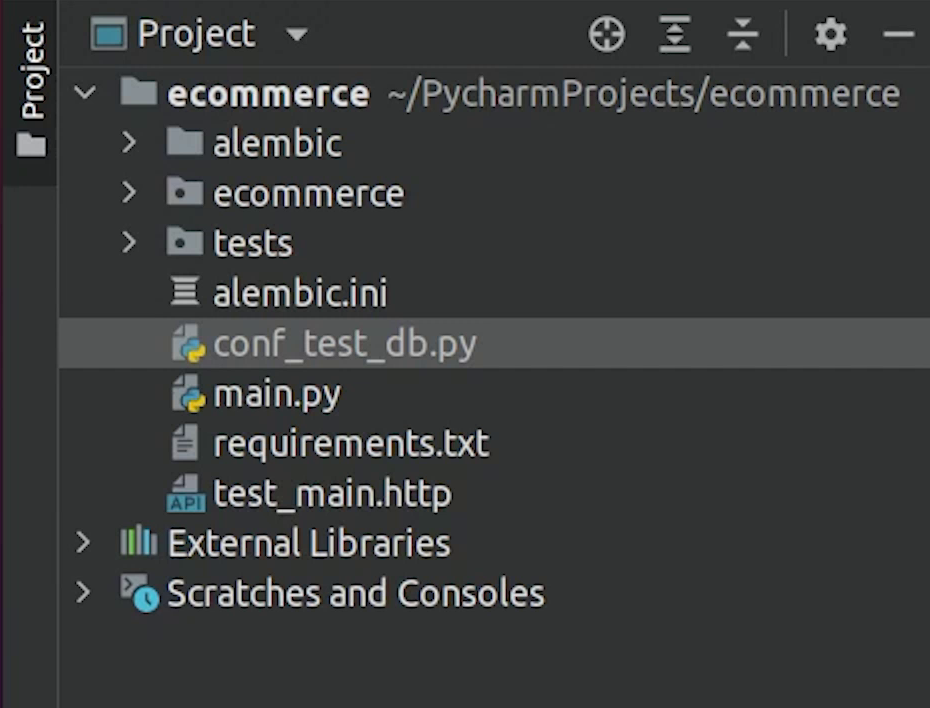 Project
Project
ecommerce ~/PycharmProjects/ecommerce
alembic
ecommerce
tests
alembic.ini
conf_test_db.py
main.py
requirements.txt
API test_main.http
External Libraries
Scratches and Consoles